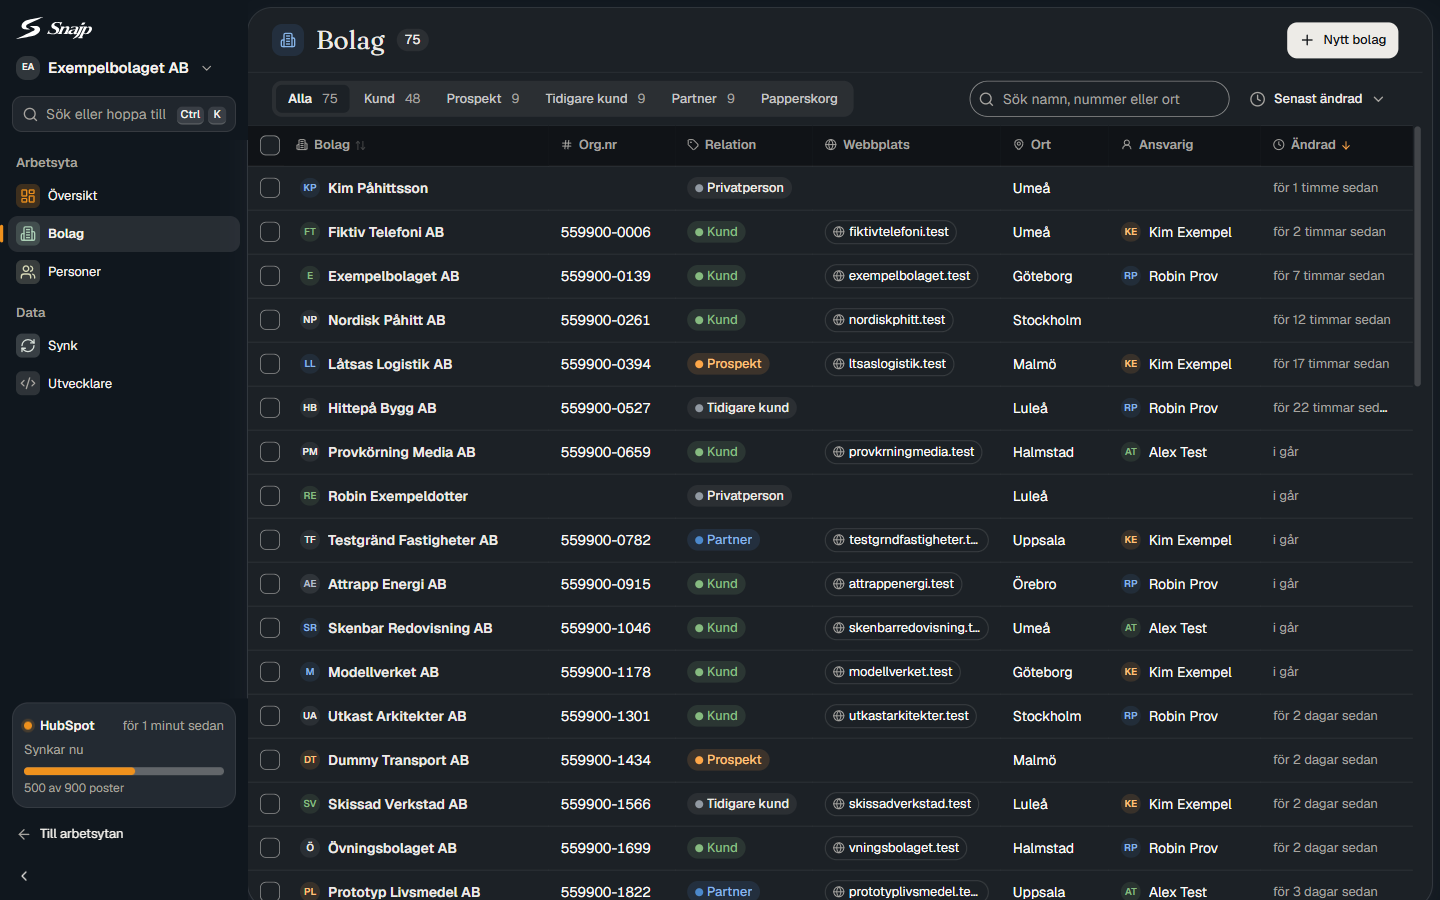 Snajp
EA Exempelbolaget AB
Sök eller hoppa till Ctrl K
Arbetsyta
Översikt
Bolag
Personer
Data
Synk
Utvecklare
HubSpot för 1 minut sedan
Synkar nu
500 av 900 poster
Till arbetsytan
Bolag 75
Nytt bolag
Alla 75 Kund 48 Prospekt 9 Tidigare kund 9 Partner 9 Papperskorg
Sök namn, nummer eller ort
Senast ändrad
Bolag Org.nr Relation Webbplats Ort Ansvarig Ändrad
KP Kim Påhittsson Privatperson Umeå för 1 timme sedan
FT Fiktiv Telefoni AB 559900-0006 Kund fiktivtelefoni.test Umeå KE Kim Exempel för 2 timmar sedan
E Exempelbolaget AB 559900-0139 Kund exempelbolaget.test Göteborg RP Robin Prov för 7 timmar sedan
NP Nordisk Påhitt AB 559900-0261 Kund nordiskphitt.test Stockholm för 12 timmar sedan
LL Låtsas Logistik AB 559900-0394 Prospekt ltsaslogistik.test Malmö KE Kim Exempel för 17 timmar sedan
HB Hittepå Bygg AB 559900-0527 Tidigare kund Luleå RP Robin Prov för 22 timmar sed...
PM Provkörning Media AB 559900-0659 Kund provkrningmedia.test Halmstad AT Alex Test i går
RE Robin Exempeldotter Privatperson Luleå i går
TF Testgränd Fastigheter AB 559900-0782 Partner testgrndfastigheter.t... Uppsala KE Kim Exempel i går
AE Attrapp Energi AB 559900-0915 Kund attrappenergi.test Örebro RP Robin Prov i går
SR Skenbar Redovisning AB 559900-1046 Kund skenbarredovisning.t... Umeå AT Alex Test i går
M Modellverket AB 559900-1178 Kund modellverket.test Göteborg KE Kim Exempel i går
UA Utkast Arkitekter AB 559900-1301 Kund utkastarkitekter.test Stockholm RP Robin Prov för 2 dagar sedan
DT Dummy Transport AB 559900-1434 Prospekt Malmö för 2 dagar sedan
SV Skissad Verkstad AB 559900-1566 Tidigare kund skissadverkstad.test Luleå KE Kim Exempel för 2 dagar sedan
Ö Övningsbolaget AB 559900-1699 Kund vningsbolaget.test Halmstad RP Robin Prov för 2 dagar sedan
PL Prototyp Livsmedel AB 559900-1822 Partner prototyplivsmedel.te... Uppsala AT Alex Test för 3 dagar sedan